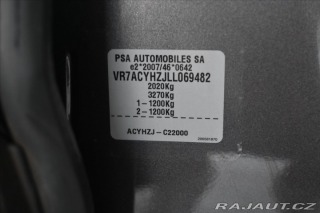 PSA AUTOMOBILES SA
e2*2007/46*0642
VR7ACYHZJLL069482
2020Kg
3270Kg
1-1200Kg
2-1200Kg
ACYHZJ-C22000
RAJAUT.CZ